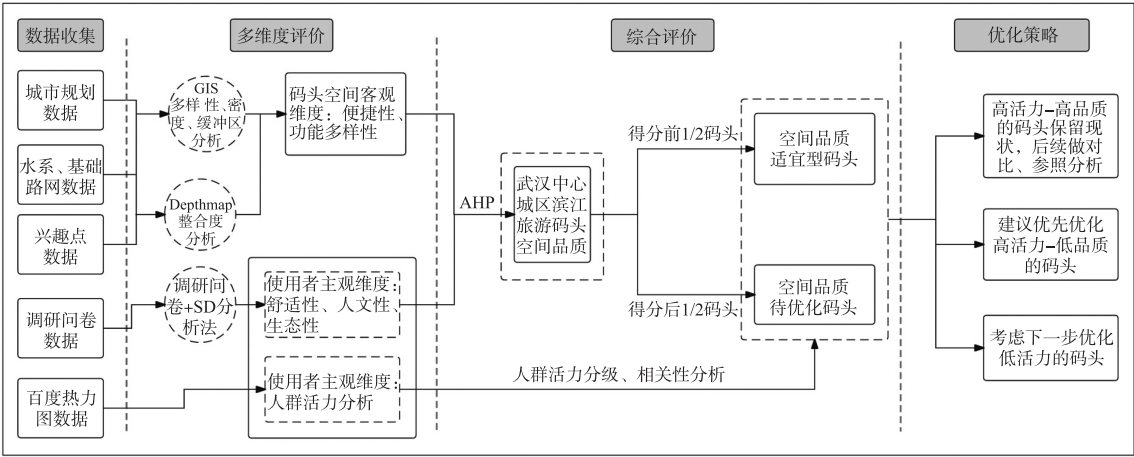 数据收集
多维度评价
综合评价
优化策略
城市规划
数据
水系、基础
路网数据
兴趣点
数据
调研问卷
数据
百度热力
图数据
GIS
多样 性、密
度、缓冲区
分析
Depthmap
整合度
分析
调研问
卷+SD分
析法
码头空间客观
维度：便捷性、
功能多样性
使用者主观维度：
舒适性、人文性、
生态性
使用者主观维度：
人群活力分析
AHP
武汉中心
城区滨江
旅游码头
空间品质
得分前1/2码头
得分后1/2码头
人群活力分级、相关性分析
空间品质
适宜型码头
空间品质
待优化码头
高活力–高品质
的码头保留现
状，后续做对
比、参照分析
建议优先优化
高活力–低品质
的码头
考虑下一步优化
低活力的码头